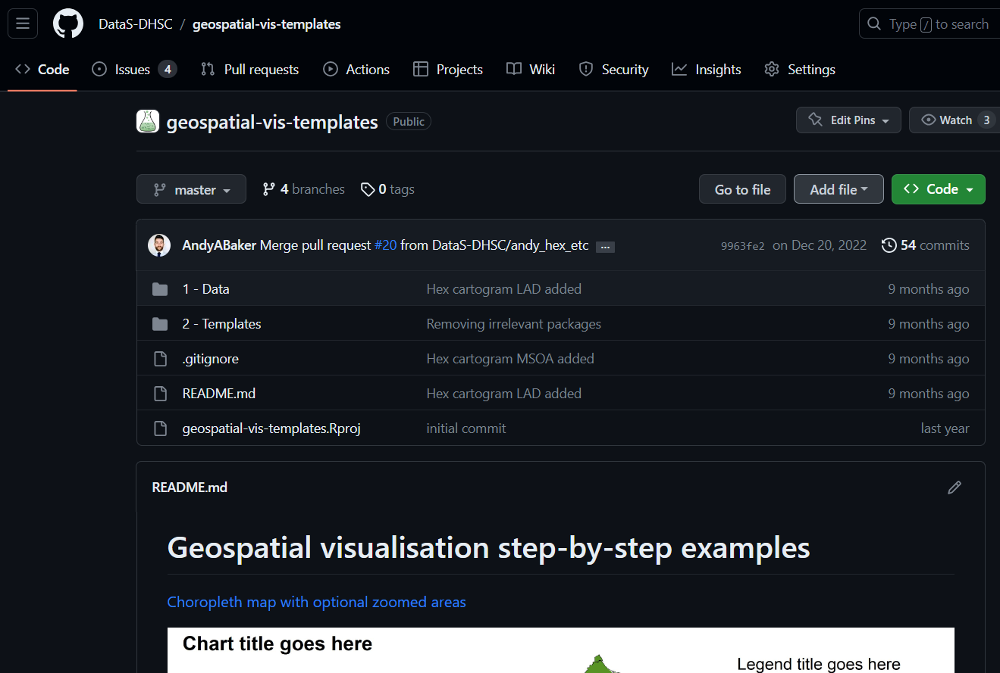 DataS-DHSC / geospatial-vis-templates
Type / to search
Code
Issues 4
Pull requests
Actions
Projects
Wiki
Security
Insights
Settings
geospatial-vis-templates Public
Edit Pins
Watch 3
master
4 branches
0 tags
Go to file
Add file
Code
AndyABaker Merge pull request #20 from DataS-DHSC/andy_hex_etc ...
9963fe2 on Dec 20, 2022
54 commits
1 - Data Hex cartogram LAD added 9 months ago
2 - Templates Removing irrelevant packages 9 months ago
.gitignore Hex cartogram MSOA added 9 months ago
README.md Hex cartogram LAD added 9 months ago
geospatial-vis-templates.Rproj initial commit last year
README.md
Geospatial visualisation step-by-step examples
Choropleth map with optional zoomed areas
Chart title goes here
Legend title goes here